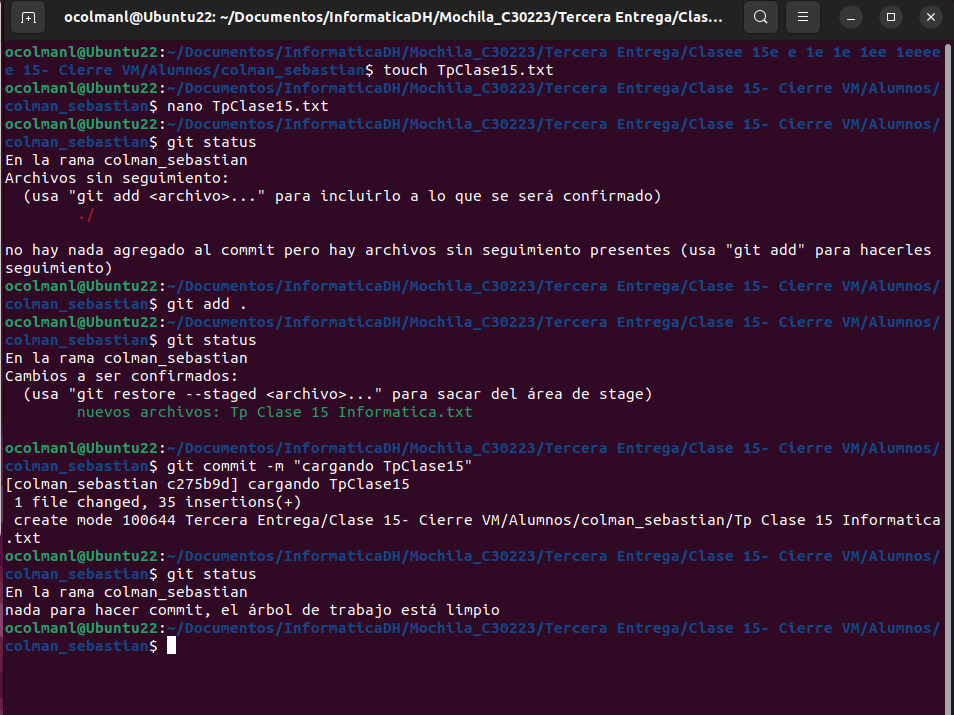 ocolmanl@Ubuntu22: ~/Documentos/InformaticaDH/Mochila_C30223/Tercera Entrega/Clas...
ocolmanl@Ubuntu22:~/Documentos/InformaticaDH/Mochila_C30223/Tercera Entrega/Clasee 15e e 1e 1e 1ee 1eeee
e 15- Cierre VM/Alumnos/colman_sebastian$ touch TpClase15.txt
ocolmanl@Ubuntu22:~/Documentos/InformaticaDH/Mochila_C30223/Tercera Entrega/Clase 15- Cierre VM/Alumnos/
colman_sebastian$ nano TpClase15.txt
ocolmanl@Ubuntu22:~/Documentos/InformaticaDH/Mochila_C30223/Tercera Entrega/Clase 15- Cierre VM/Alumnos/
colman_sebastian$ git status
En la rama colman_sebastian
Archivos sin seguimiento:
  (usa "git add <archivo>..." para incluirlo a lo que se será confirmado)
        ./
no hay nada agregado al commit pero hay archivos sin seguimiento presentes (usa "git add" para hacerles
seguimiento)
ocolmanl@Ubuntu22:~/Documentos/InformaticaDH/Mochila_C30223/Tercera Entrega/Clase 15- Cierre VM/Alumnos/
colman_sebastian$ git add .
ocolmanl@Ubuntu22:~/Documentos/InformaticaDH/Mochila_C30223/Tercera Entrega/Clase 15- Cierre VM/Alumnos/
colman_sebastian$ git status
En la rama colman_sebastian
Cambios a ser confirmados:
  (usa "git restore --staged <archivo>..." para sacar del área de stage)
        nuevos archivos: Tp Clase 15 Informatica.txt
ocolmanl@Ubuntu22:~/Documentos/InformaticaDH/Mochila_C30223/Tercera Entrega/Clase 15- Cierre VM/Alumnos/
colman_sebastian$ git commit -m "cargando TpClase15"
[colman_sebastian c275b9d] cargando TpClase15
 1 file changed, 35 insertions(+)
 create mode 100644 Tercera Entrega/Clase 15- Cierre VM/Alumnos/colman_sebastian/Tp Clase 15 Informatica
.txt
ocolmanl@Ubuntu22:~/Documentos/InformaticaDH/Mochila_C30223/Tercera Entrega/Clase 15- Cierre VM/Alumnos/
colman_sebastian$ git status
En la rama colman_sebastian
nada para hacer commit, el árbol de trabajo está limpio
ocolmanl@Ubuntu22:~/Documentos/InformaticaDH/Mochila_C30223/Tercera Entrega/Clase 15- Cierre VM/Alumnos/
colman_sebastian$